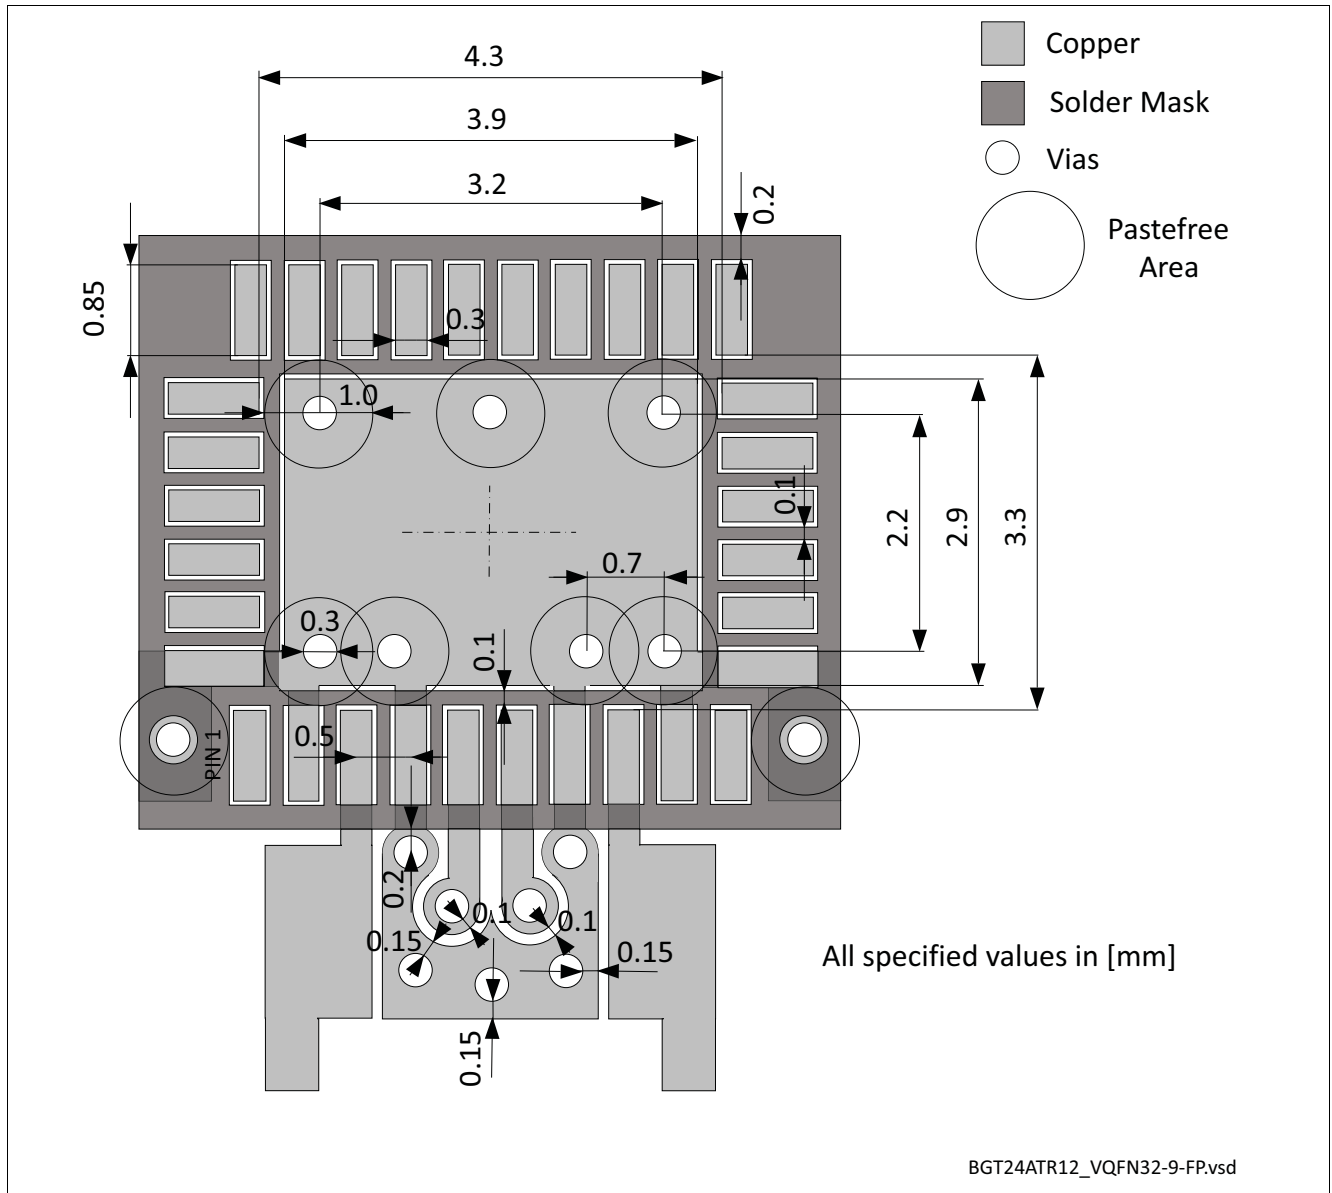 4.3
Copper
Solder Mask
3.9
Vias
3.2
0.2
Pastefree
Area
0.85
0.3
1.0
0.1
2.2
2.9
3.3
0.7
0.3
0.1
0.5
PIN 1
0.2
0.1
0.1
0.15
0.15
All specified values in [mm]
0.15
BGT24ATR12_VQFN32-9-FP.vsd